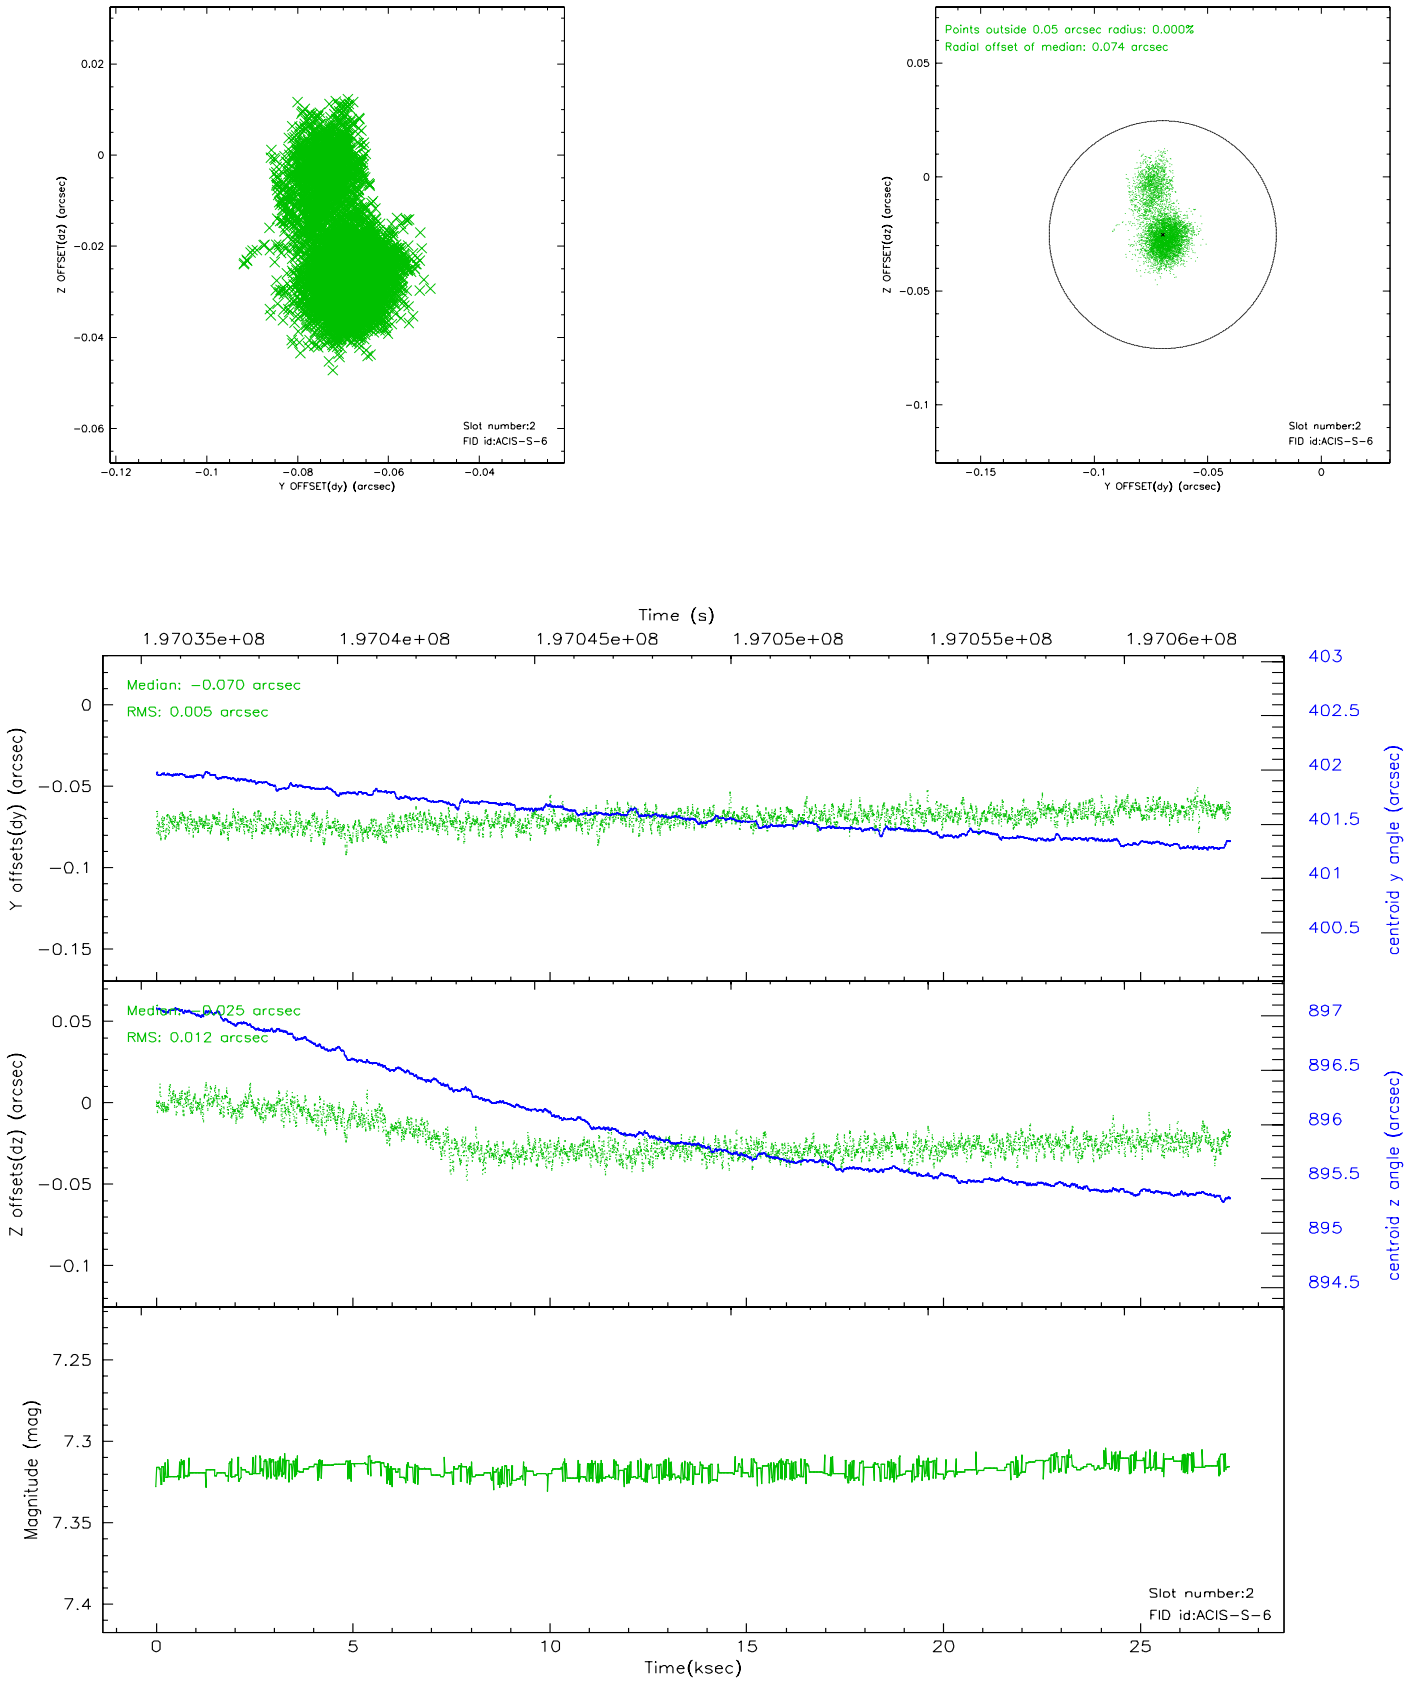 0.02
0
-0.02
-0.04
-0.06
Z OFFSET(dz) (arcsec)
Slot number:2
FID id:ACIS-S-6
-0.12 -0.1 -0.08 -0.06 -0.04
Y OFFSET(dy) (arcsec)
Points outside 0.05 arcsec radius: 0.000%
Radial offset of median: 0.074 arcsec
0.05
0
-0.05
-0.1
Z OFFSET(dz) (arcsec)
Slot number:2
FID id:ACIS-S-6
-0.15 -0.1 -0.05 0
Y OFFSET(dy) (arcsec)
Time (s)
1.97035e+08 1.9704e+08 1.97045e+08 1.9705e+08 1.97055e+08 1.9706e+08
Median: -0.070 arcsec
RMS: 0.005 arcsec
0
-0.05
-0.1
-0.15
Y offsets(dy) (arcsec)
403
402.5
402
401.5
401
400.5
centroid y angle (arcsec)
Median: -0.025 arcsec
RMS: 0.012 arcsec
0.05
0
-0.05
-0.1
Z offsets(dz) (arcsec)
897
896.5
896
895.5
895
894.5
centroid z angle (arcsec)
7.25
7.3
7.35
7.4
Magnitude (mag)
Slot number:2
FID id:ACIS-S-6
0 5 10 15 20 25
Time(ksec)